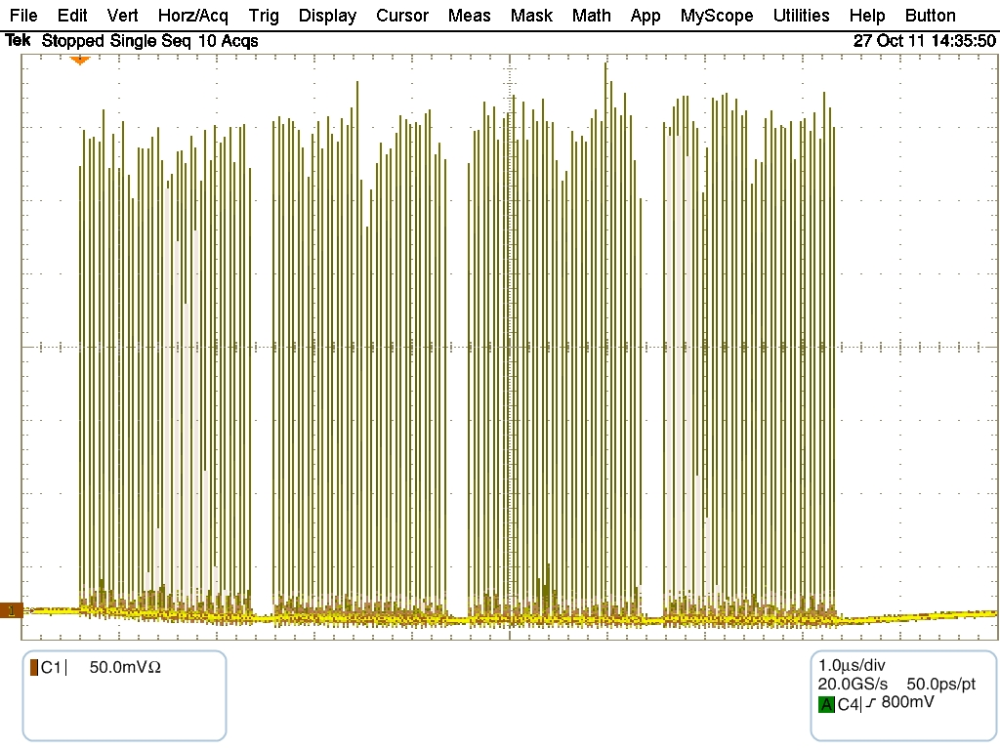 File Edit Vert Horz/Acq Trig Display Cursor Meas Mask Math App MyScope Utilities Help Button
Tek Stopped Single Seq 10 Acqs 27 Oct 11 14:35:50
1
C1 50.0mVΩ
1.0µs/div
20.0GS/s 50.0ps/pt
A C4 800mV